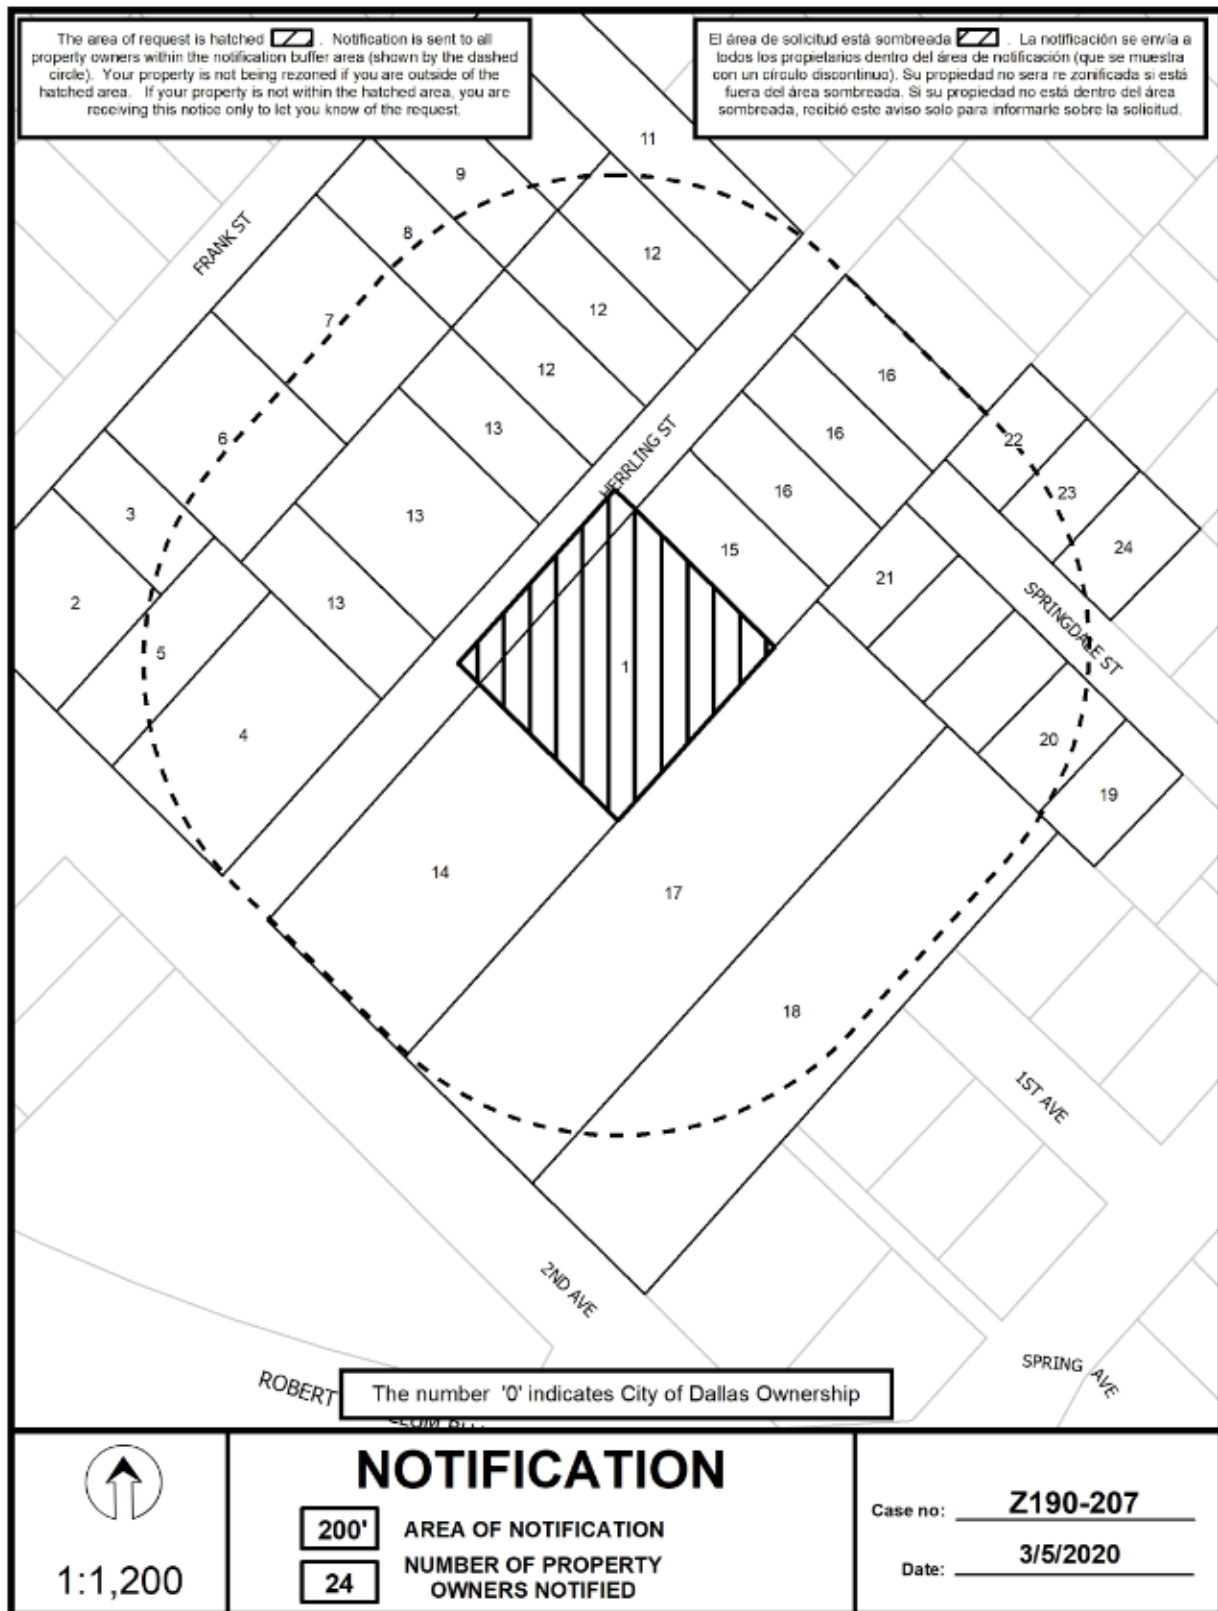 The area of request is hatched . Notification is sent to all
property owners within the notification buffer area (shown by the dashed
circle). Your property is not being rezoned if you are outside of the
hatched area. If your property is not within the hatched area, you are
receiving this notice only to let you know of the request.
El área de solicitud está sombreada . La notificación se envía a
todos los propietarios dentro del área de notificación (que se muestra
con un círculo discontinuo). Su propiedad no sera re zonificada si está
fuera del área sombreada. Si su propiedad no está dentro del área
sombreada, recibió este aviso solo para informarle sobre la solicitud.
11
9
FRANK ST
8
12
7
12
12
16
13
6
16
22
HERRLING ST
16
23
3
13
15
24
21
2
13
SPRINGDALE ST
5
1
4
20
19
14
17
18
1ST AVE
2ND AVE
SPRING AVE
ROBERT
The number '0' indicates City of Dallas Ownership
1:1,200
NOTIFICATION
200' AREA OF NOTIFICATION
24 NUMBER OF PROPERTY
OWNERS NOTIFIED
Case no: Z190-207
Date: 3/5/2020